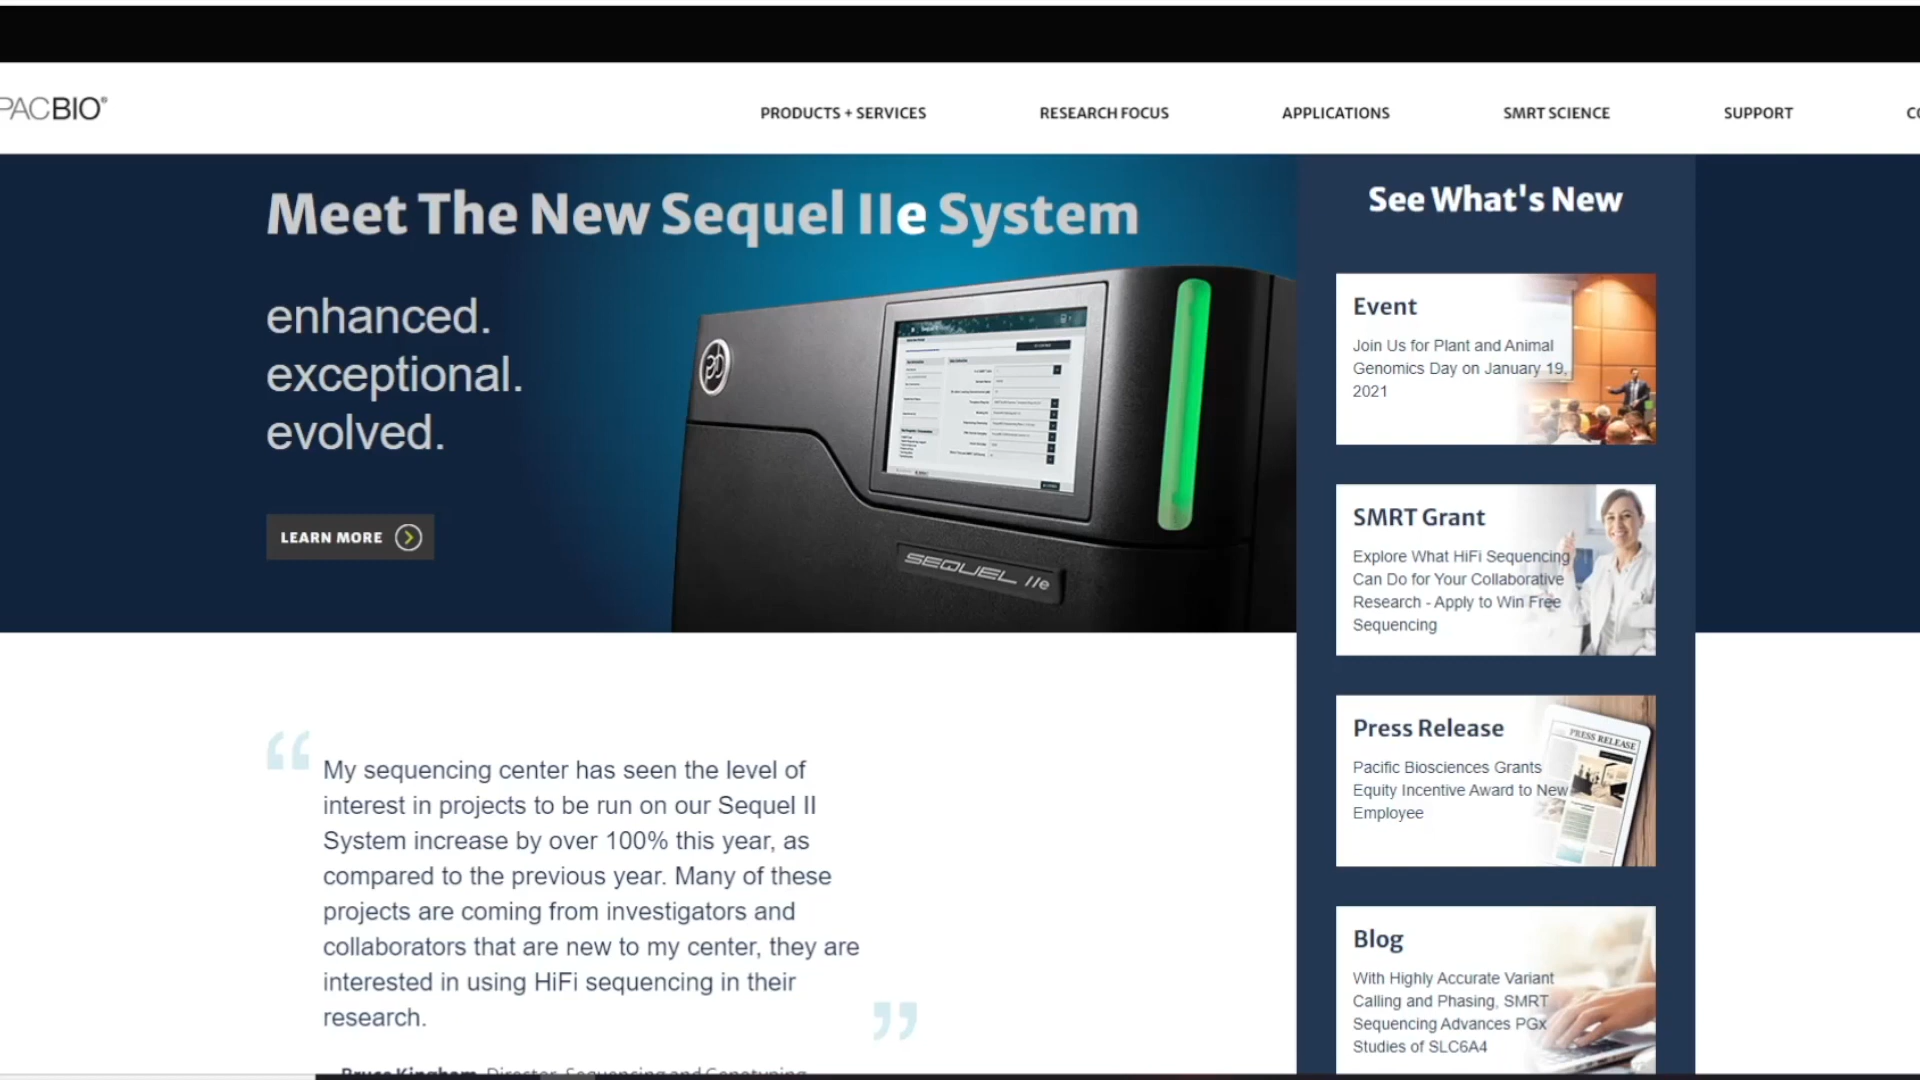 PACBIO®
PRODUCTS + SERVICES
RESEARCH FOCUS
APPLICATIONS
SMRT SCIENCE
SUPPORT
Meet The New Sequel IIe System
enhanced.
exceptional.
evolved.
LEARN MORE
SEQUEL IIe
See What's New
Event
Join Us for Plant and Animal
Genomics Day on January 19,
2021
SMRT Grant
Explore What HiFi Sequencing
Can Do for Your Collaborative
Research - Apply to Win Free
Sequencing
Press Release
Pacific Biosciences Grants
Equity Incentive Award to New
Employee
PRESS RELEASE
Blog
With Highly Accurate Variant
Calling and Phasing, SMRT
Sequencing Advances PGx
Studies of SLC6A4
“
My sequencing center has seen the level of
interest in projects to be run on our Sequel II
System increase by over 100% this year, as
compared to the previous year. Many of these
projects are coming from investigators and
collaborators that are new to my center, they are
interested in using HiFi sequencing in their
research.
”
Bruce Kingham, Director, Sequencing and Genotyping